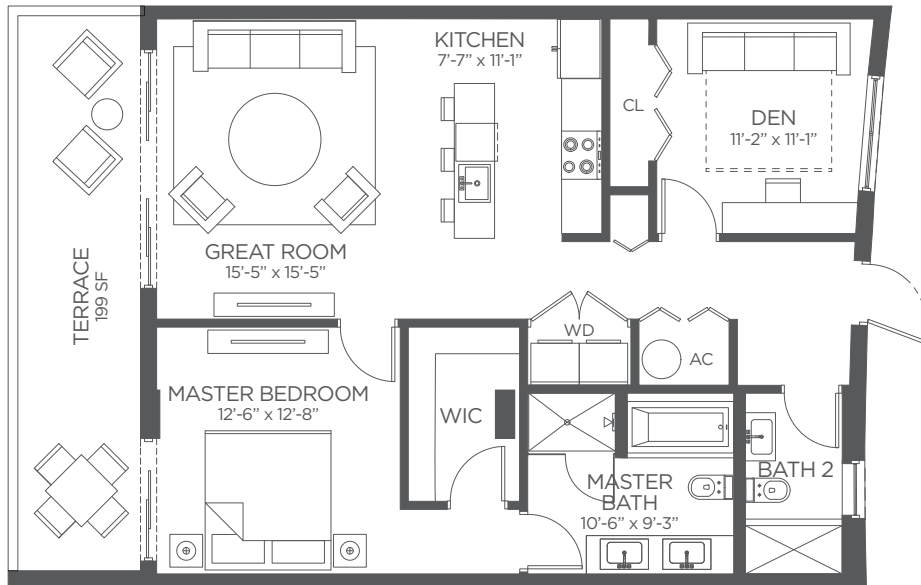 KITCHEN
7'-7” x 11'-1”
CL
DEN
11'-2” x 11'-1”
GREAT ROOM
15'-5” x 15'-5”
TERRACE
199 SF
WD
AC
MASTER BEDROOM
12'-6” x 12'-8”
WIC
MASTER
BATH
10'-6” x 9'-3”
BATH 2